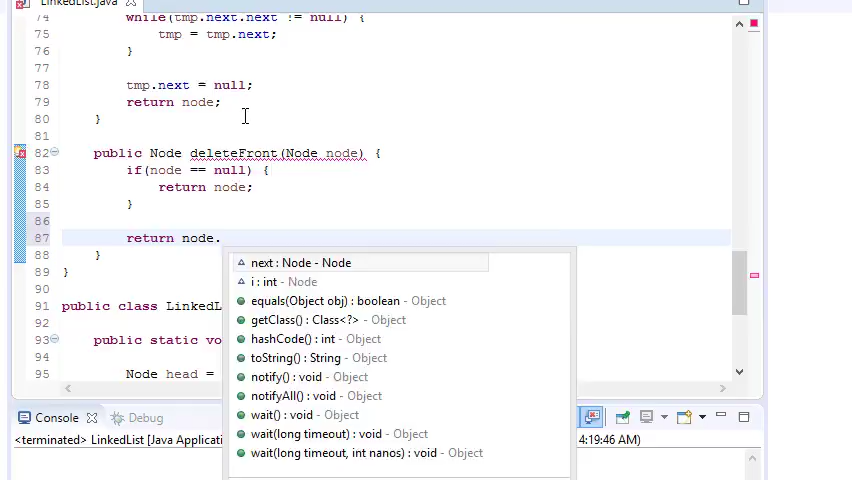 LinkedList.java
74 while(tmp.next.next != null) {
75 tmp = tmp.next;
76 }
77
78 tmp.next = null;
79 return node;
80 }
81
82 public Node deleteFront(Node node) {
83 if(node == null) {
84 return node;
85 }
86
87 return node.
88 }
89 }
90
91 public class LinkedL
92
93 public static vo
94
95 Node head =
next : Node - Node
i : int - Node
equals(Object obj) : boolean - Object
getClass() : Class<?> - Object
hashCode() : int - Object
toString() : String - Object
notify() : void - Object
notifyAll() : void - Object
wait() : void - Object
wait(long timeout) : void - Object
wait(long timeout, int nanos) : void - Object
Console Debug
<terminated> LinkedList [Java Applicati
4:19:46 AM)